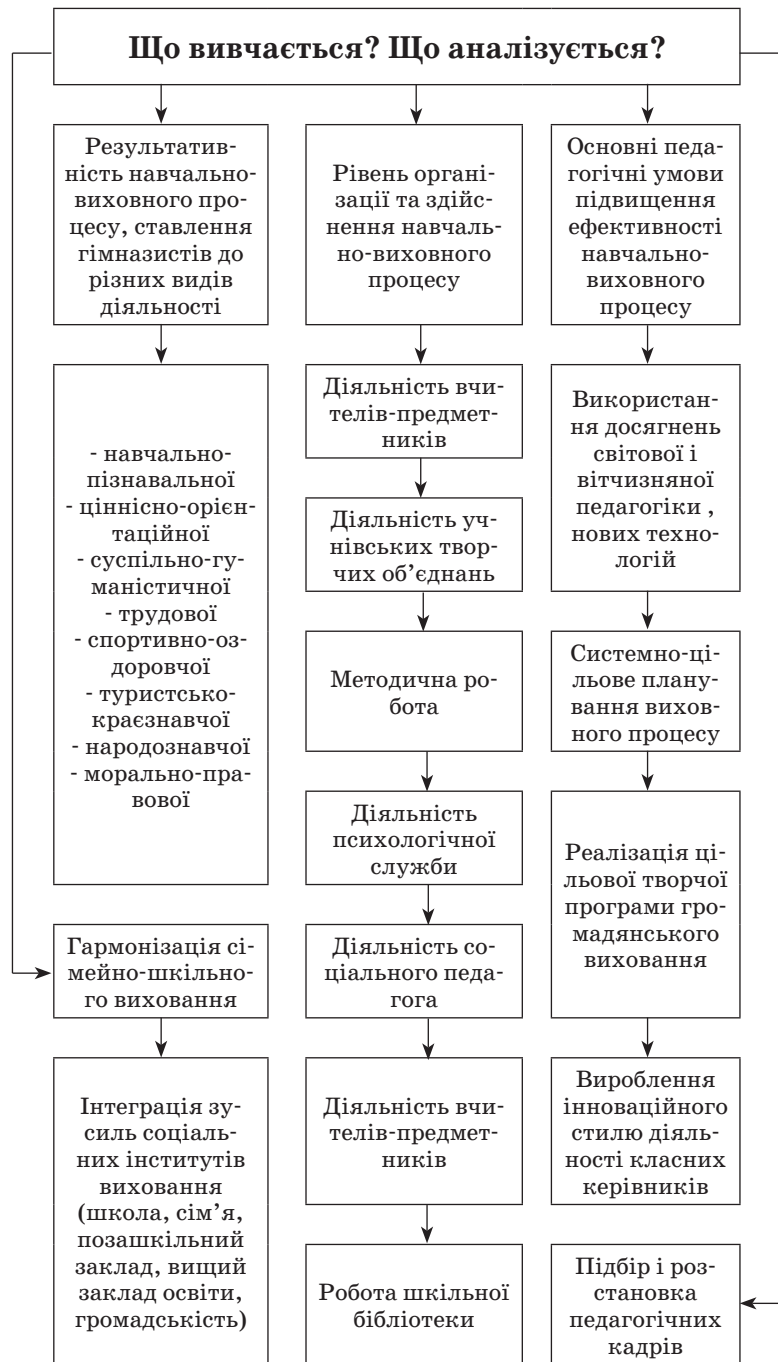 Що вивчається? Що аналізується?
Результатив-
ність навчально-
виховного про-
цесу, ставлення
гімназистів до
різних видів
діяльності
Рівень органі-
зації та здійс-
нення навчаль-
но-виховного
процесу
Основні педа-
гогічні умови
підвищення
ефективності
навчально-
виховного
процесу
- навчально-
пізнавальної
- ціннісно-орієн-
таційної
- суспільно-гу-
маністичної
- трудової
- спортивно-оз-
доровчої
- туристсько-
краєзнавчої
- народознавчої
- морально-пра-
вової
Діяльність вчи-
телів-предмет-
ників
Діяльність уч-
нівських твор-
чих об’єднань
Методична ро-
бота
Діяльність
психологічної
служби
Використан-
ня досягнень
світової і
вітчизняної
педагогіки ,
нових техно-
логій
Системно-ці-
льове плану-
вання вихов-
ного процесу
Реалізація ці-
льової творчої
програми гро-
мадянського
виховання
Гармонізація сі-
мейно-шкільно-
го виховання
Діяльність со-
ціального педа-
гога
Інтеграція зу-
силь соціаль-
них інститутів
виховання
(школа, сім’я,
позашкільний
заклад, вищий
заклад освіти,
громадськість)
Діяльність вчи-
телів-предмет-
ників
Робота шкільної
бібліотеки
Вироблення
інноваційного
стилю діяль-
ності класних
керівників
Підбір і роз-
становка
педагогічних
кадрів